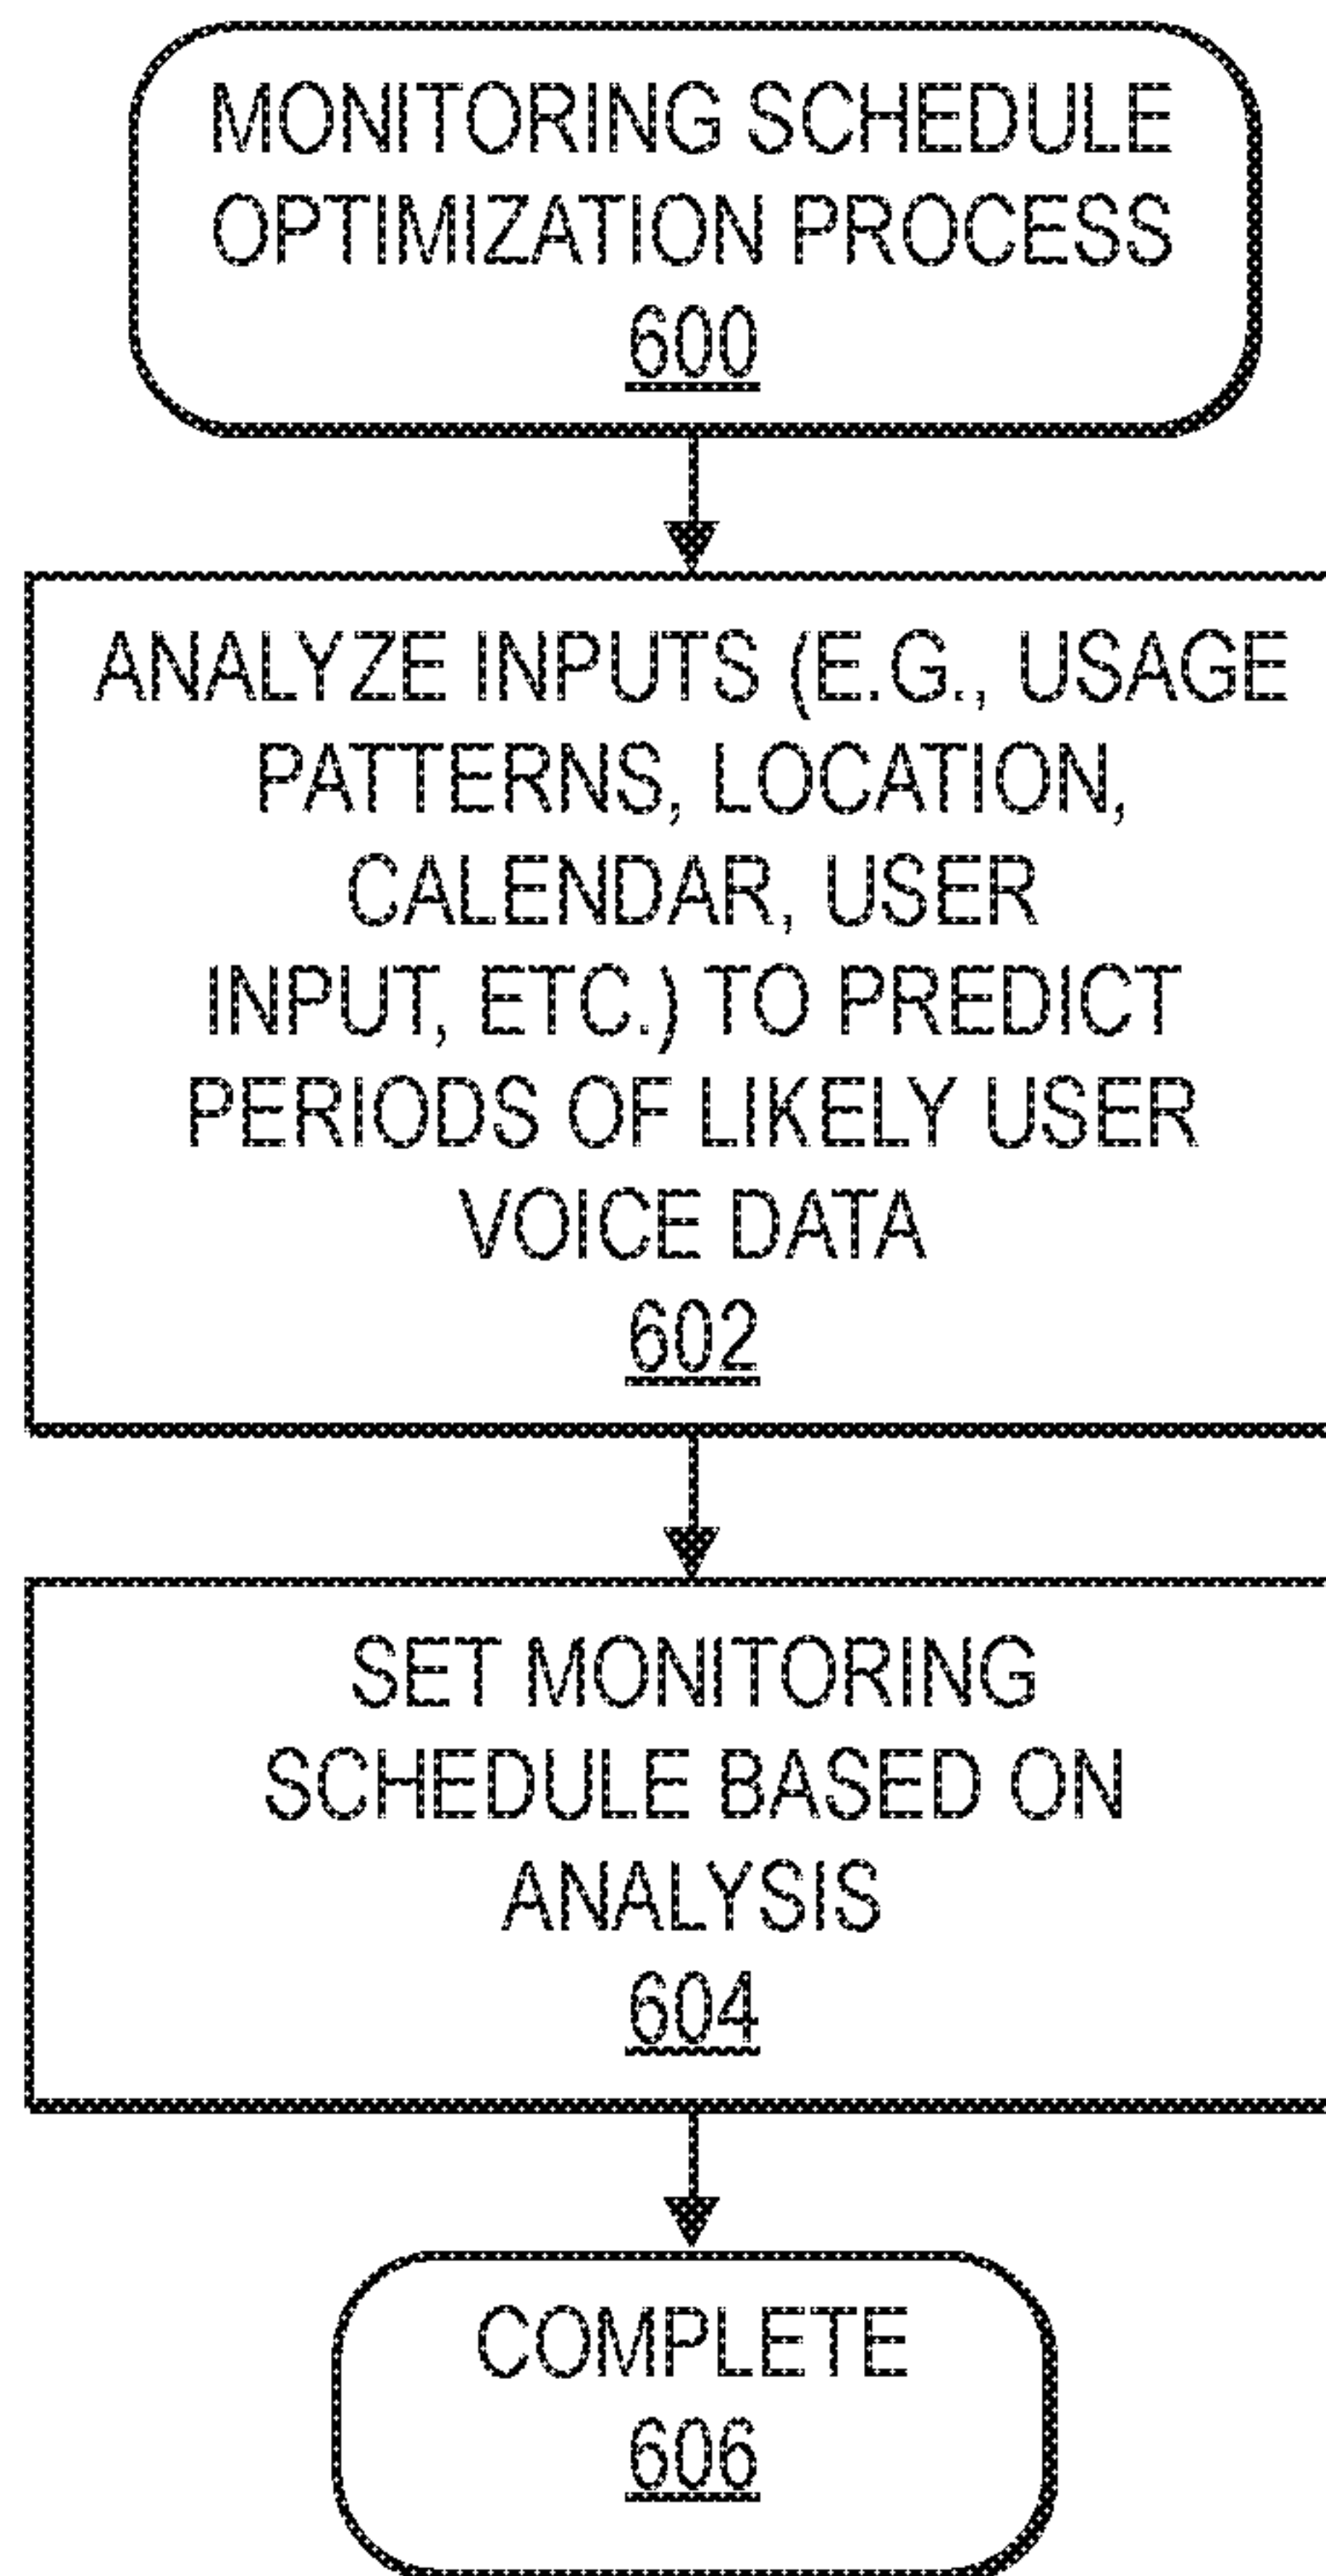 MONITORING SCHEDULE
OPTIMIZATION PROCESS
600
ANALYZE INPUTS (E.G., USAGE
PATTERNS, LOCATION,
CALENDAR, USER
INPUT, ETC.) TO PREDICT
PERIODS OF LIKELY USER
VOICE DATA
602
SET MONITORING
SCHEDULE BASED ON
ANALYSIS
604
COMPLETE
606